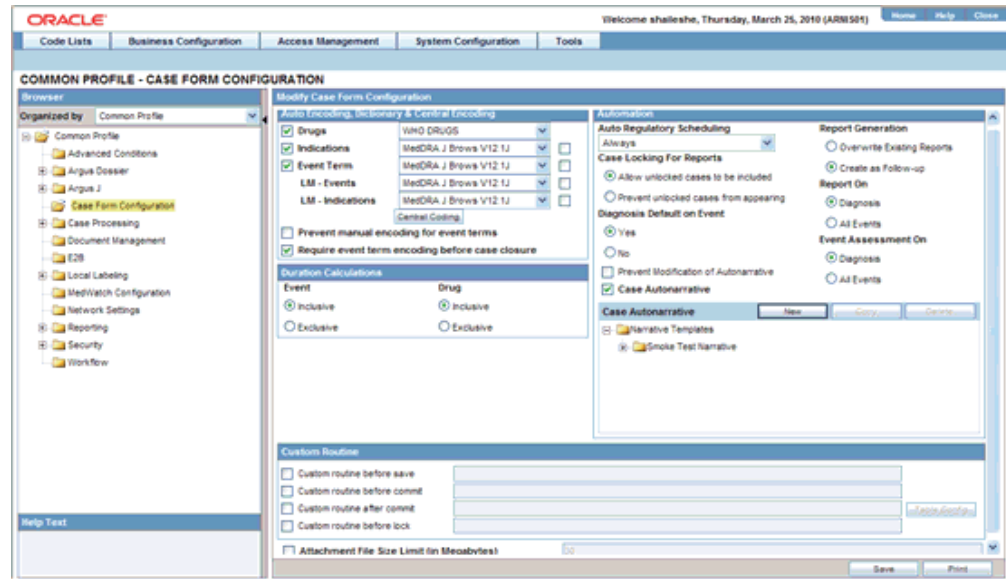 ORACLE
Welcome shaileshe, Thursday, March 25, 2010 (ARNIS01)
Home Help Close
Code Lists Business Configuration Access Management System Configuration Tools
COMMON PROFILE - CASE FORM CONFIGURATION
Browser
Organized by Common Profile
Common Profile
Advanced Conditions
Argus Dossier
Argus J
Case Form Configuration
Case Processing
Document Management
E2B
Local Labeling
MedWatch Configuration
Network Settings
Reporting
Security
Workflow
Help Text
Modify Case Form Configuration
Auto Encoding, Dictionary & Central Encoding
Drugs WHO DRUGS
Indications MedDRA J Brows V12.1J
Event Term MedDRA J Brows V12.1J
LM - Events MedDRA J Brows V12.1J
LM - Indications MedDRA J Brows V12.1J
Central Coding
Prevent manual encoding for event terms
Require event term encoding before case closure
Duration Calculations
Event Drug
Inclusive Inclusive
Exclusive Exclusive
Automation
Auto Regulatory Scheduling
Always
Case Locking For Reports
Allow unlocked cases to be included
Prevent unlocked cases from appearing
Diagnosis Default on Event
Yes
No
Prevent Modification of Autonarrative
Case Autonarrative
Report Generation
Overwrite Existing Reports
Create as Follow-up
Report On
Diagnosis
All Events
Event Assessment On
Diagnosis
All Events
Case Autonarrative New Copy Delete
Narrative Templates
Smoke Test Narrative
Custom Routine
Custom routine before save
Custom routine before commit
Custom routine after commit
Custom routine before lock
Attachment File Size Limit (in Megabytes)
Save Print